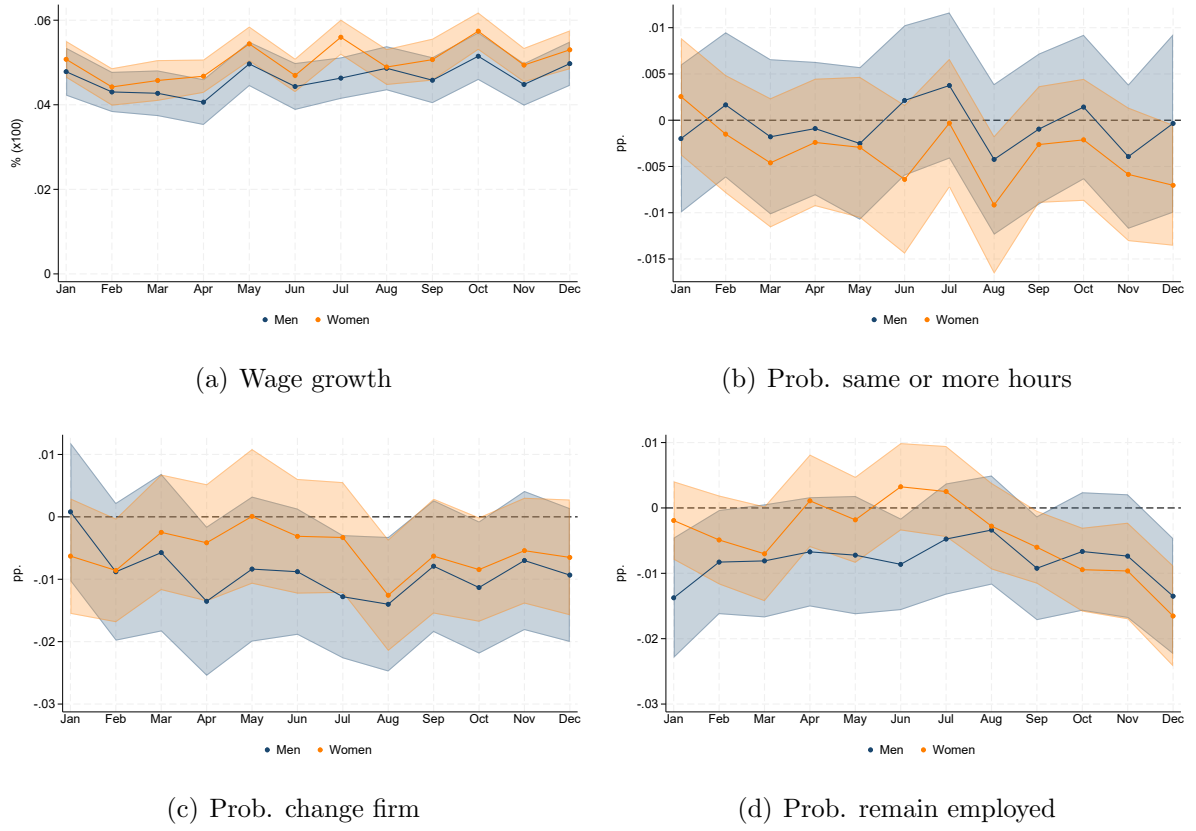 .06
.04
.02
0
% (x100)
Jan Feb Mar Apr May Jun Jul Aug Sep Oct Nov Dec
Men Women
(a) Wage growth
.01
.005
0
-.005
-.01
-.015
pp.
Jan Feb Mar Apr May Jun Jul Aug Sep Oct Nov Dec
Men Women
(b) Prob. same or more hours
.01
0
-.01
-.02
-.03
pp.
Jan Feb Mar Apr May Jun Jul Aug Sep Oct Nov Dec
Men Women
(c) Prob. change firm
.01
0
-.01
-.02
-.03
pp.
Jan Feb Mar Apr May Jun Jul Aug Sep Oct Nov Dec
Men Women
(d) Prob. remain employed